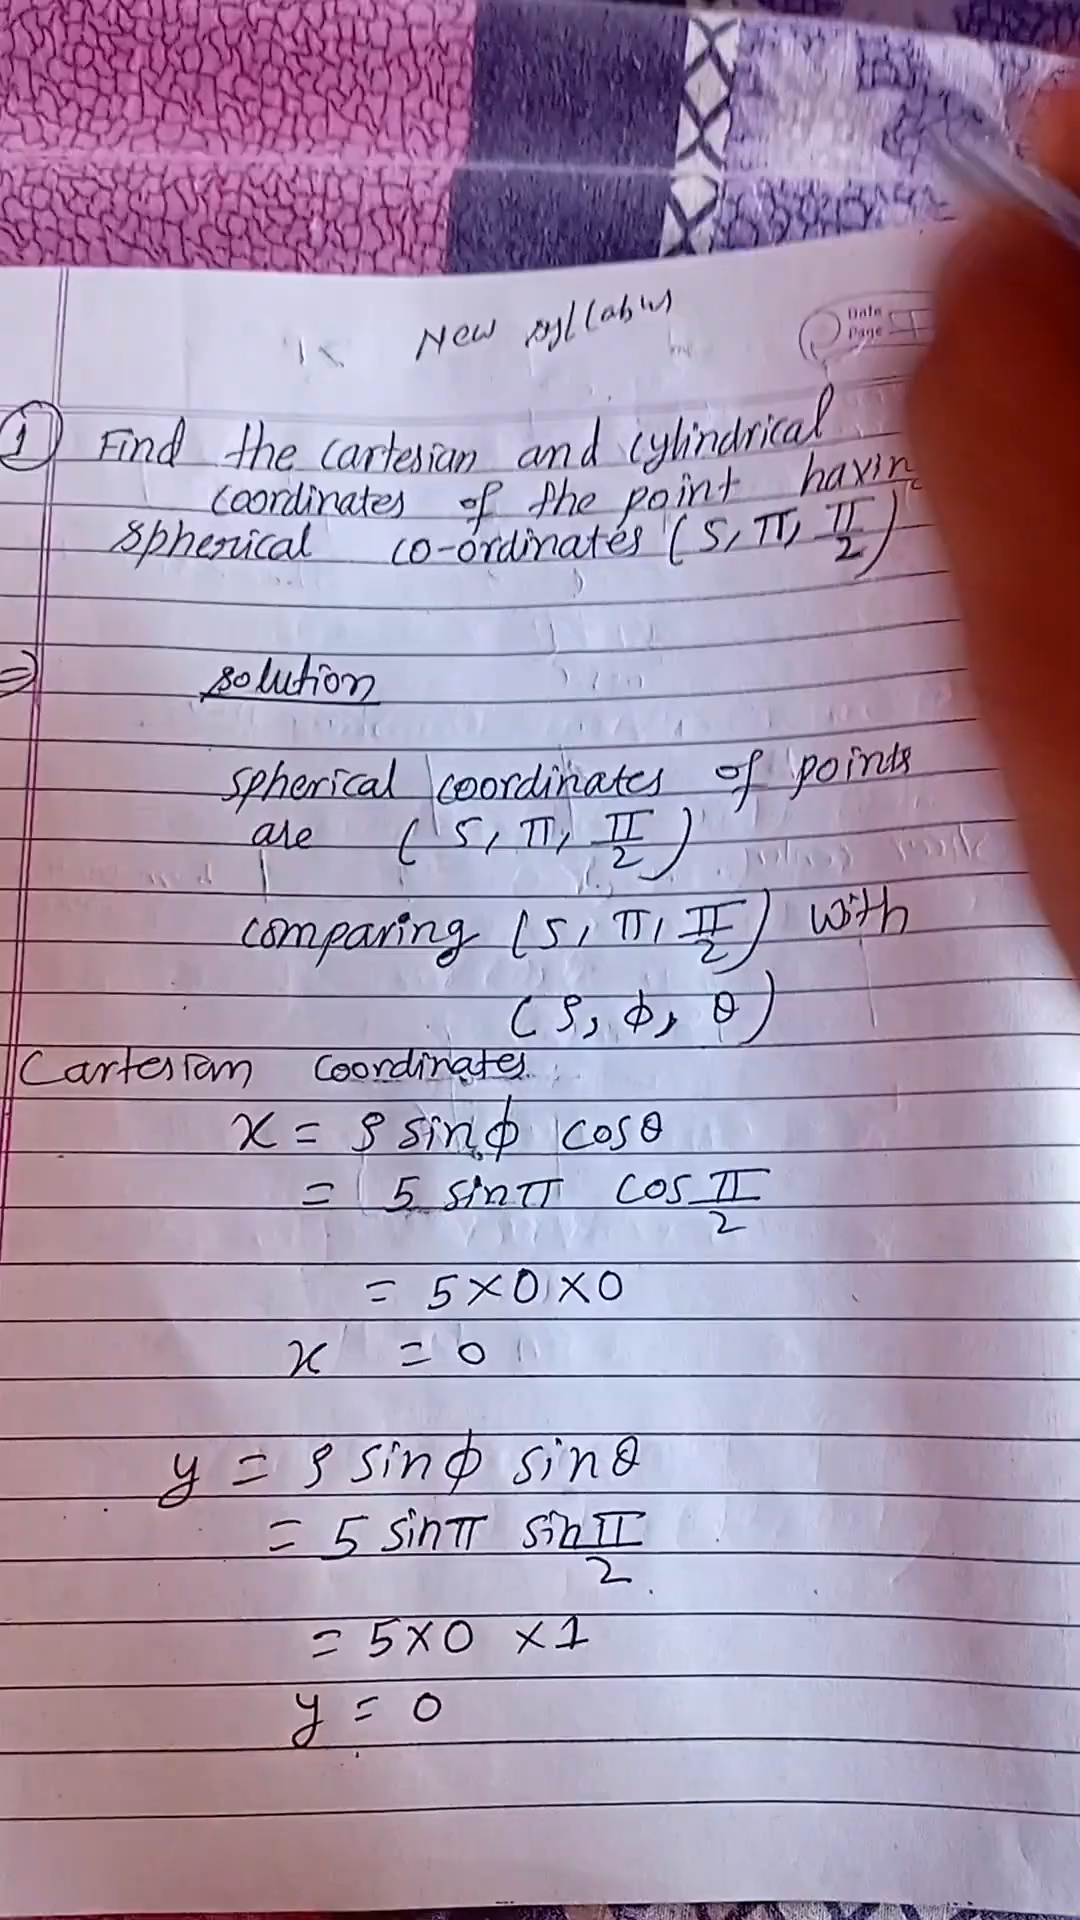 New syllabus
Date
Page
1 Find the cartesian and cylindrical
coordinates of the point
spherical co-ordinates (5, π, π/2)
⇒ solution
spherical coordinates of points
are (5, π, π/2)
comparing (5, π, π/2) with
(ρ, φ, θ)
Cartesian Coordinates
x = ρ sinφ cosθ
= 5 sinπ cos π/2
= 5×0×0
x = 0
y = ρ sinφ sinθ
= 5 sinπ sin π/2
= 5×0 ×1
y = 0